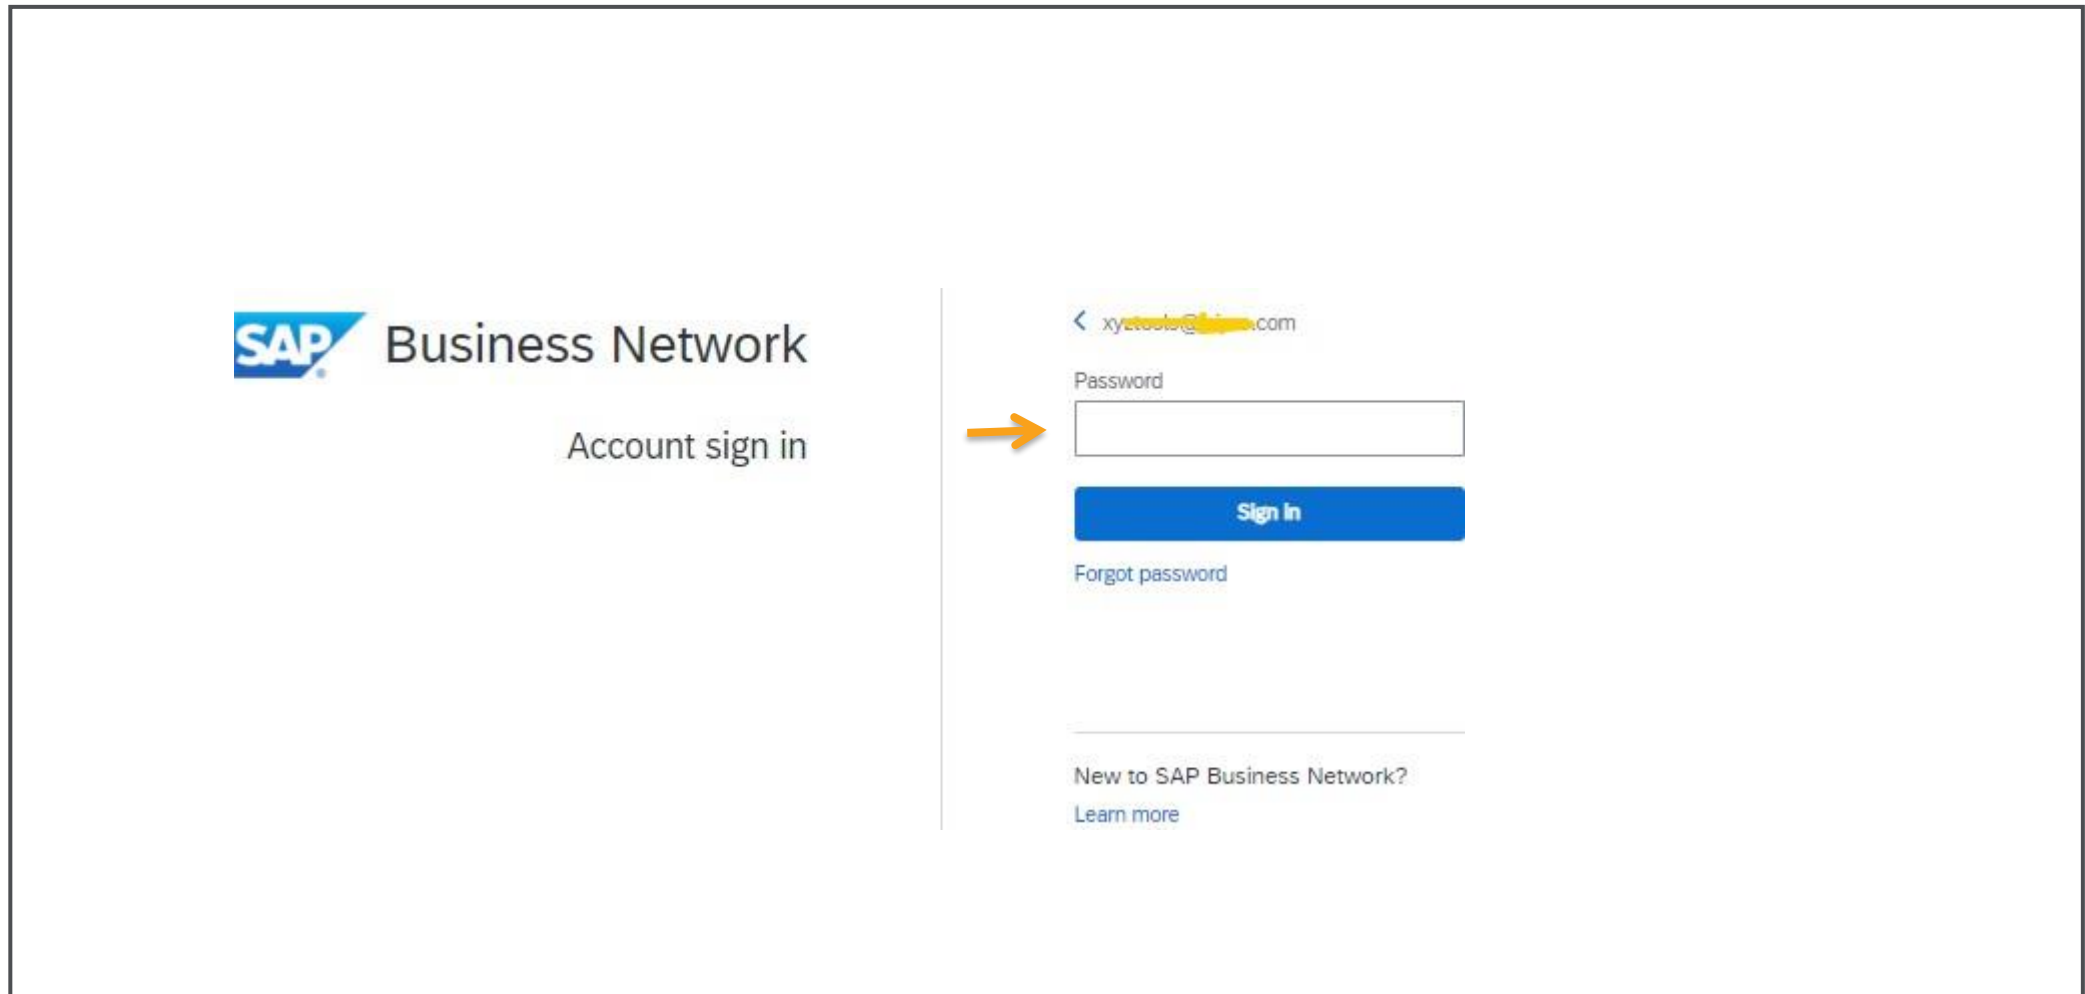 SAP Business Network
Account sign in
.com
Password
Sign in
Forgot password
New to SAP Business Network?
Learn more